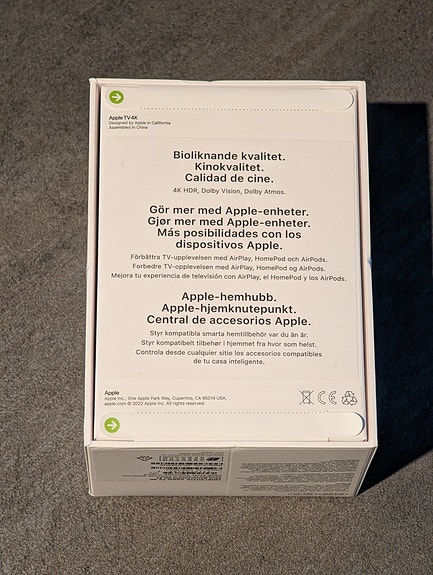 Apple TV 4K
Designed by Apple in California
Assembled in China
Bioliknande kvalitet.
Kinokvalitet.
Calidad de cine.
4K HDR, Dolby Vision, Dolby Atmos.
Gör mer med Apple-enheter.
Gjør mer med Apple-enheter.
Más posibilidades con los
dispositivos Apple.
Förbättra TV-upplevelsen med AirPlay, HomePod och AirPods.
Forbedre TV-opplevelsen med AirPlay, HomePod og AirPods.
Mejora tu experiencia de televisión con AirPlay, el HomePod y los AirPods.
Apple-hemhubb.
Apple-hjemknutepunkt.
Central de accesorios Apple.
Styr kompatibla smarta hemtillbehör var du än är.
Styr kompatibelt tilbehør i hjemmet fra hvor som helst.
Controla desde cualquier sitio los accesorios compatibles
de tu casa inteligente.
Apple
Apple Inc., One Apple Park Way, Cupertino, CA 95014 USA.
apple.com © 2022 Apple Inc. All rights reserved.
CE